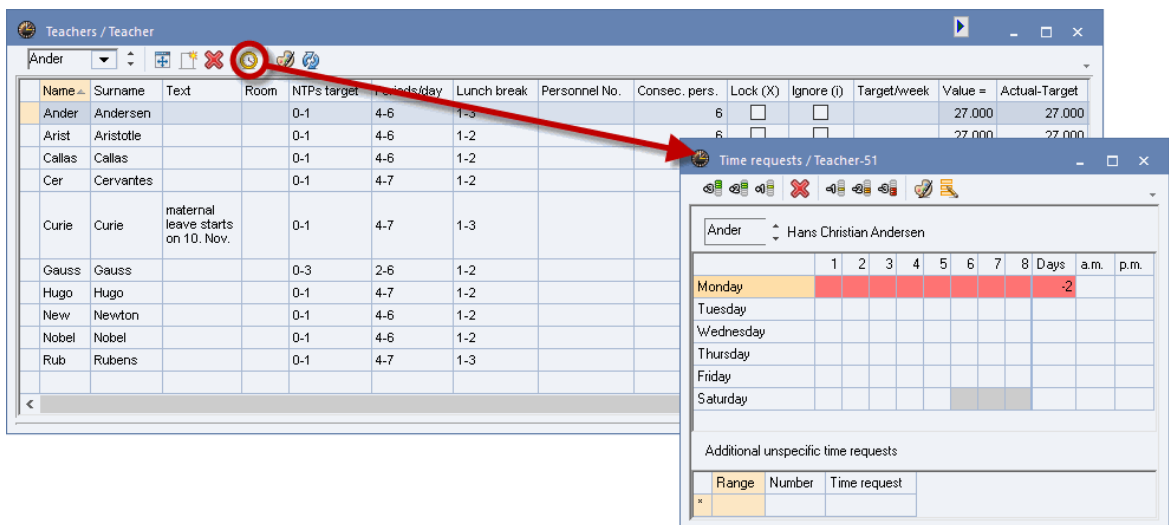 Teachers / Teacher
Ander
Name Surname Text Room NTPs target Periods/day Lunch break Personnel No. Consec. pers. Lock (X) Ignore (i) Target/week Value = Actual-Target
Ander Andersen 0-1 4-6 1-3 6 27.000 27.000
Arist Aristotle 0-1 4-6 1-2 6 27.000 27.000
Callas Callas 0-1 4-6 1-2
Cer Cervantes 0-1 4-7 1-2
Curie Curie maternal leave starts on 10. Nov. 0-1 4-7 1-3
Gauss Gauss 0-3 2-6 1-2
Hugo Hugo 0-1 4-7 1-2
New Newton 0-1 4-6 1-2
Nobel Nobel 0-1 4-6 1-2
Rub Rubens 0-1 4-7 1-3
Time requests / Teacher-51
Ander Hans Christian Andersen
1 2 3 4 5 6 7 8 Days a.m. p.m.
Monday -2
Tuesday
Wednesday
Thursday
Friday
Saturday
Additional unspecific time requests
Range Number Time request
*